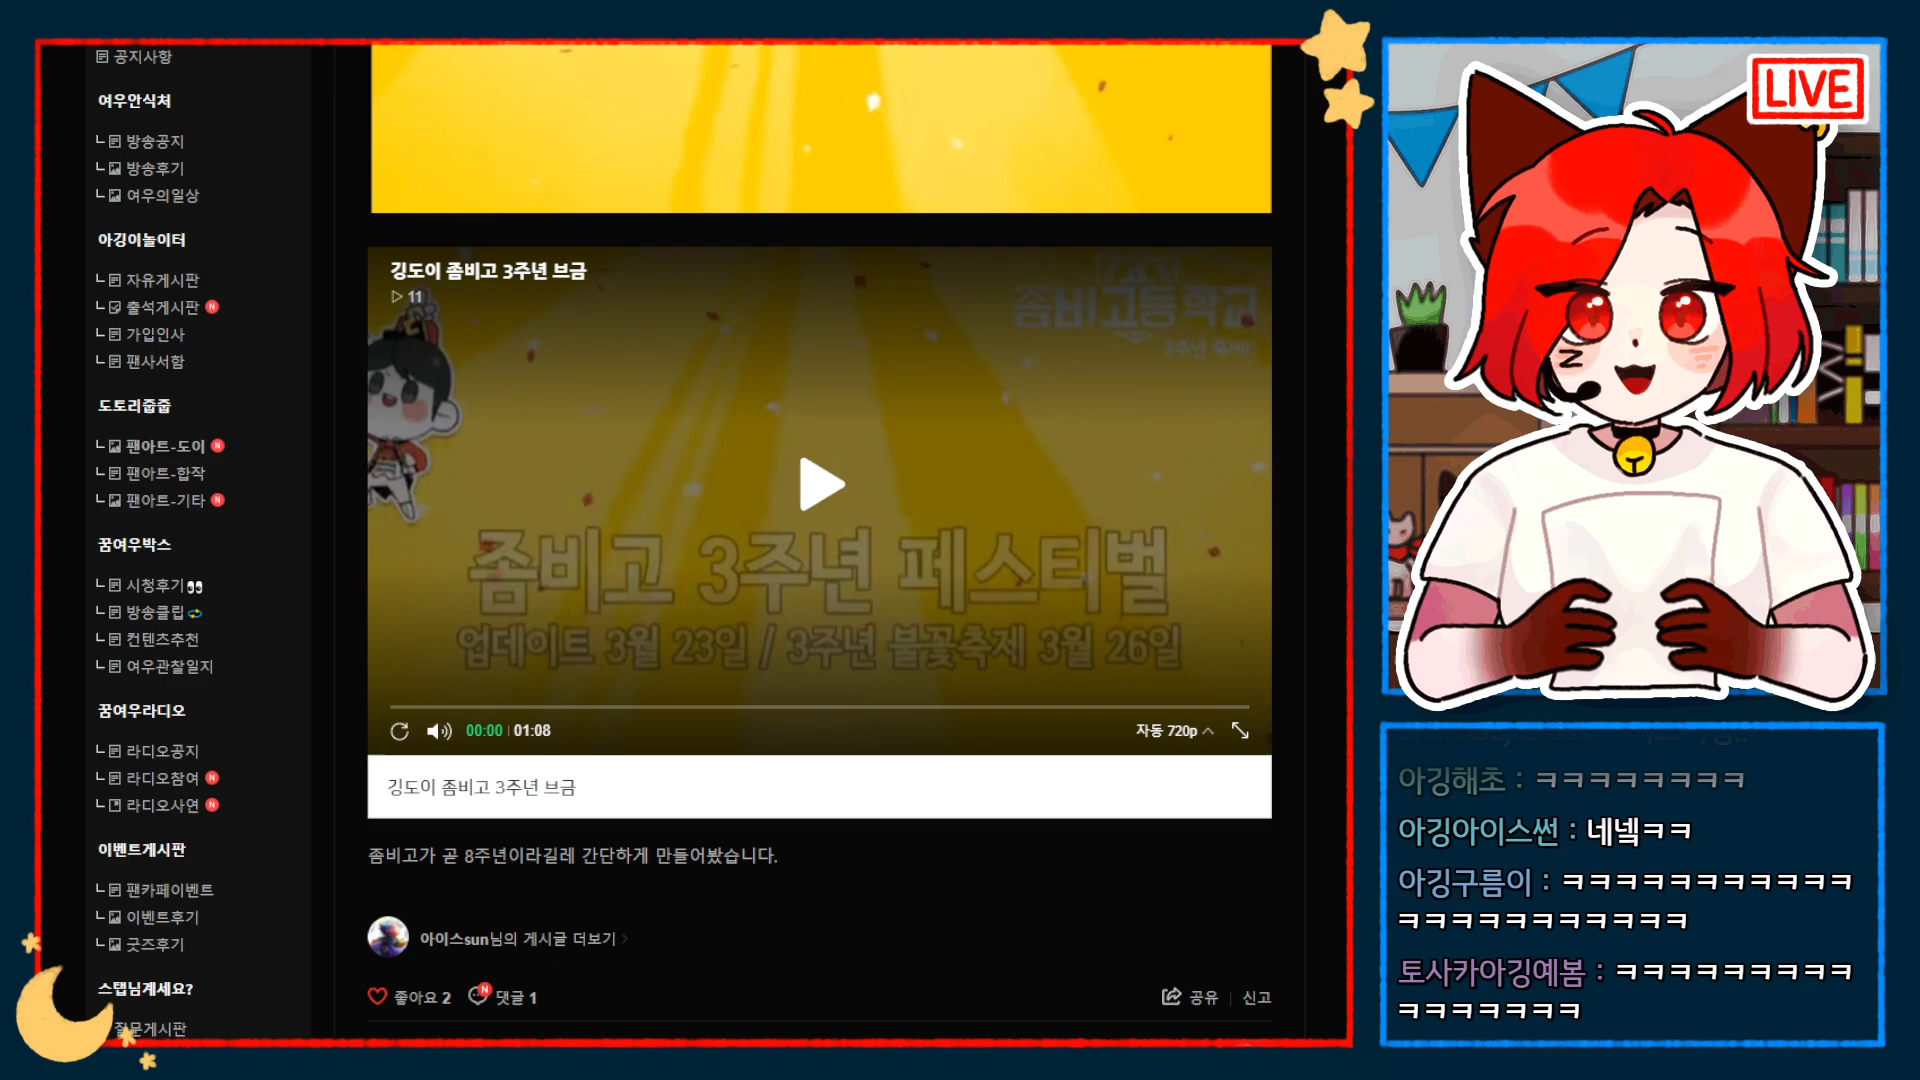 공지사항
여우안식처
방송공지
방송후기
여우의일상
아깅이놀이터
자유게시판
출석게시판 N
가입인사
팬사서함
도토리쥽쥽
팬아트-도이 N
팬아트-합작
팬아트-기타 N
꿈여우박스
시청후기
방송클립
컨텐츠추천
여우관찰일지
꿈여우라디오
라디오공지
라디오참여 N
라디오사연 N
이벤트게시판
팬카페이벤트
이벤트후기
굿즈후기
스탭님계세요?
질문게시판
깅도이 좀비고 3주년 브금
11
좀비고등학교
3주년 축제!
좀비고 3주년 페스티벌
업데이트 3월 23일 / 3주년 불꽃축제 3월 26일
00:00 01:08
자동 720p
깅도이 좀비고 3주년 브금
좀비고가 곧 8주년이라길레 간단하게 만들어봤습니다.
아이스sun님의 게시글 더보기
좋아요 2 N 댓글 1
공유 신고
LIVE
아깅해초 : ㅋㅋㅋㅋㅋㅋㅋㅋ
아깅아이스썬 : 네넼ㅋㅋ
아깅구름이 : ㅋㅋㅋㅋㅋㅋㅋㅋㅋㅋㅋ
ㅋㅋㅋㅋㅋㅋㅋㅋㅋㅋㅋ
토사카아깅예봄 : ㅋㅋㅋㅋㅋㅋㅋㅋㅋ
ㅋㅋㅋㅋㅋㅋㅋ